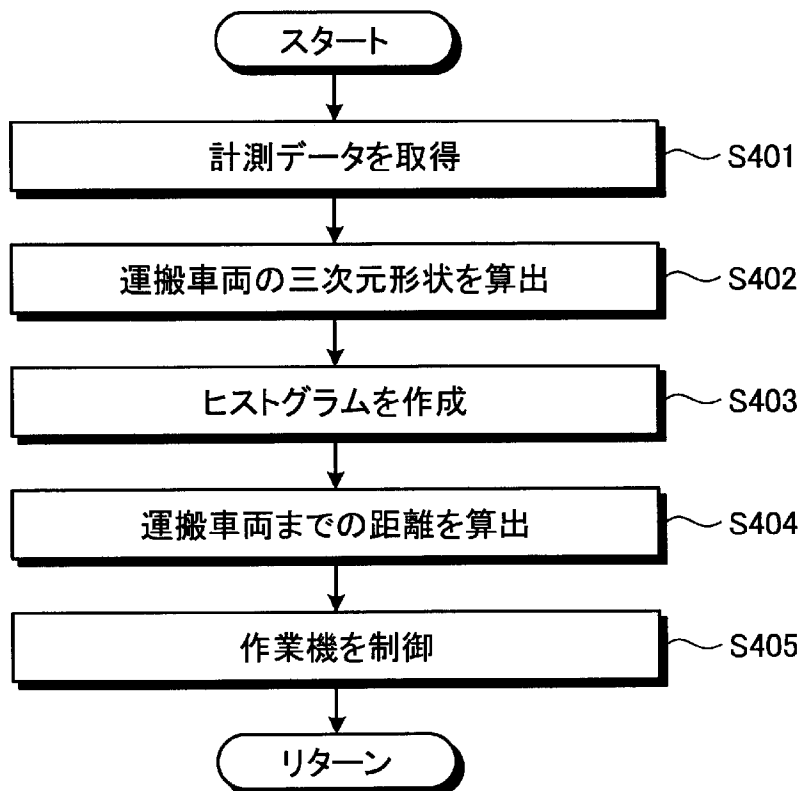 スタート
計測データを取得
S401
運搬車両の三次元形状を算出
S402
ヒストグラムを作成
S403
運搬車両までの距離を算出
S404
作業機を制御
S405
リターン